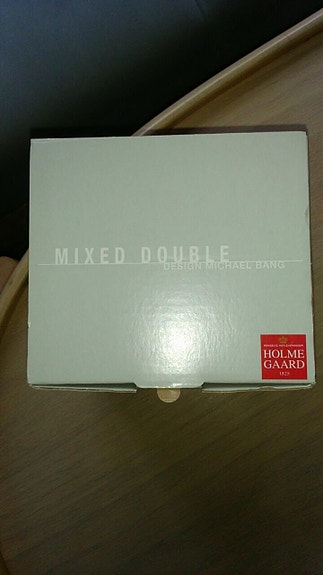 MIXED DOUBLE
DESIGN MICHAEL BANG
HOLME
GAARD
1825